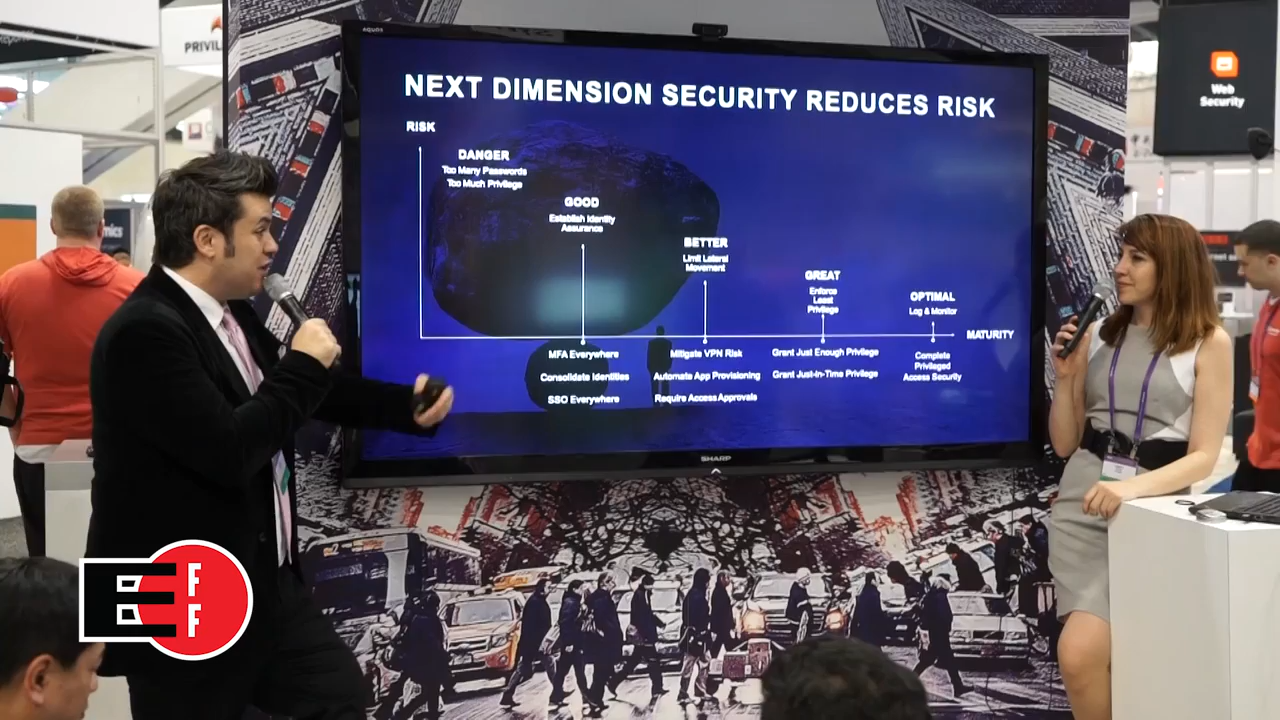 PRIVIL
AQUOS
NEXT DIMENSION SECURITY REDUCES RISK
RISK
DANGER
Too Many Passwords
Too Much Privilege
GOOD
Establish Identity
Assurance
BETTER
Limit Lateral
Movement
GREAT
Enforce
Least
Privilege
OPTIMAL
Log & Monitor
MATURITY
MFA Everywhere
Consolidate Identities
SSO Everywhere
Mitigate VPN Risk
Automate App Provisioning
Require Access Approvals
Grant Just Enough Privilege
Grant Just-in-Time Privilege
Complete
Privileged
Access Security
SHARP
Web
Security
EFF